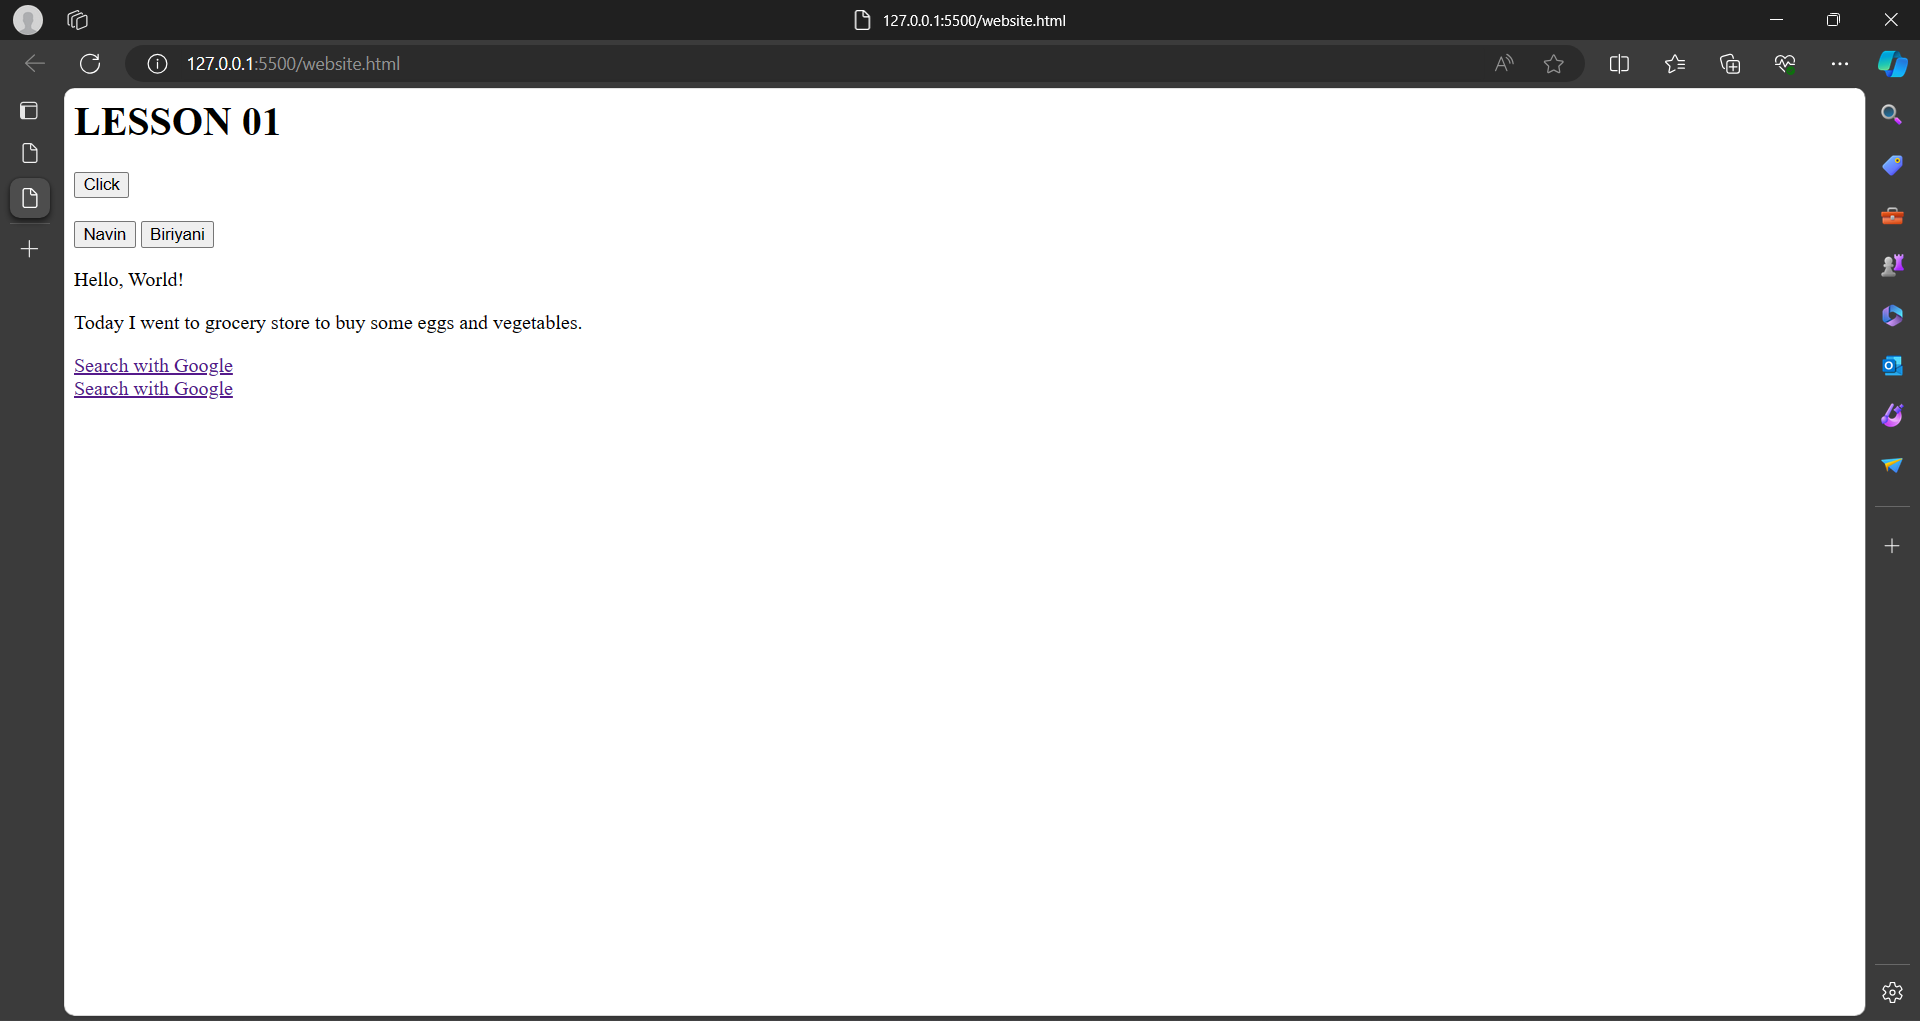 127.0.0.1:5500/website.html
127.0.0.1:5500/website.html
LESSON 01
Click
Navin Biriyani
Hello, World!
Today I went to grocery store to buy some eggs and vegetables.
Search with Google
Search with Google